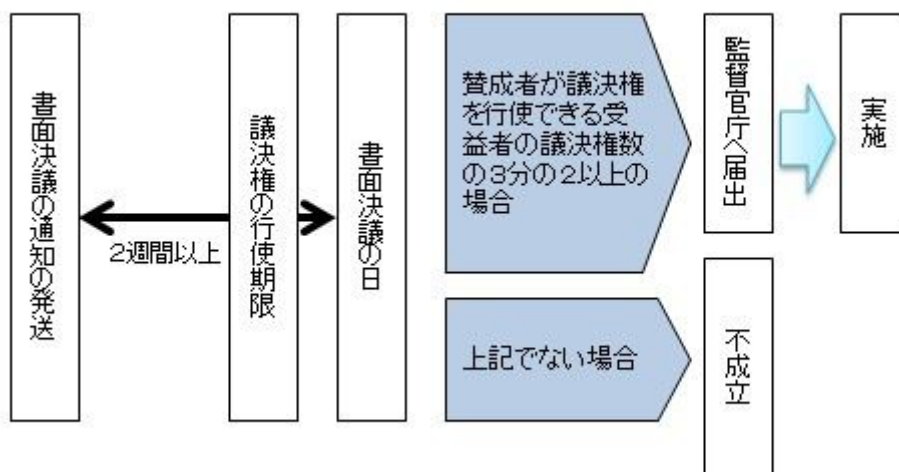 書面決議の通知の発送
2週間以上
議決権の行使期限
書面決議の日
賛成者が議決権
を行使できる受
益者の議決権数
の3分の2以上の
場合
監督官庁へ届出
実施
上記でない場合
不成立